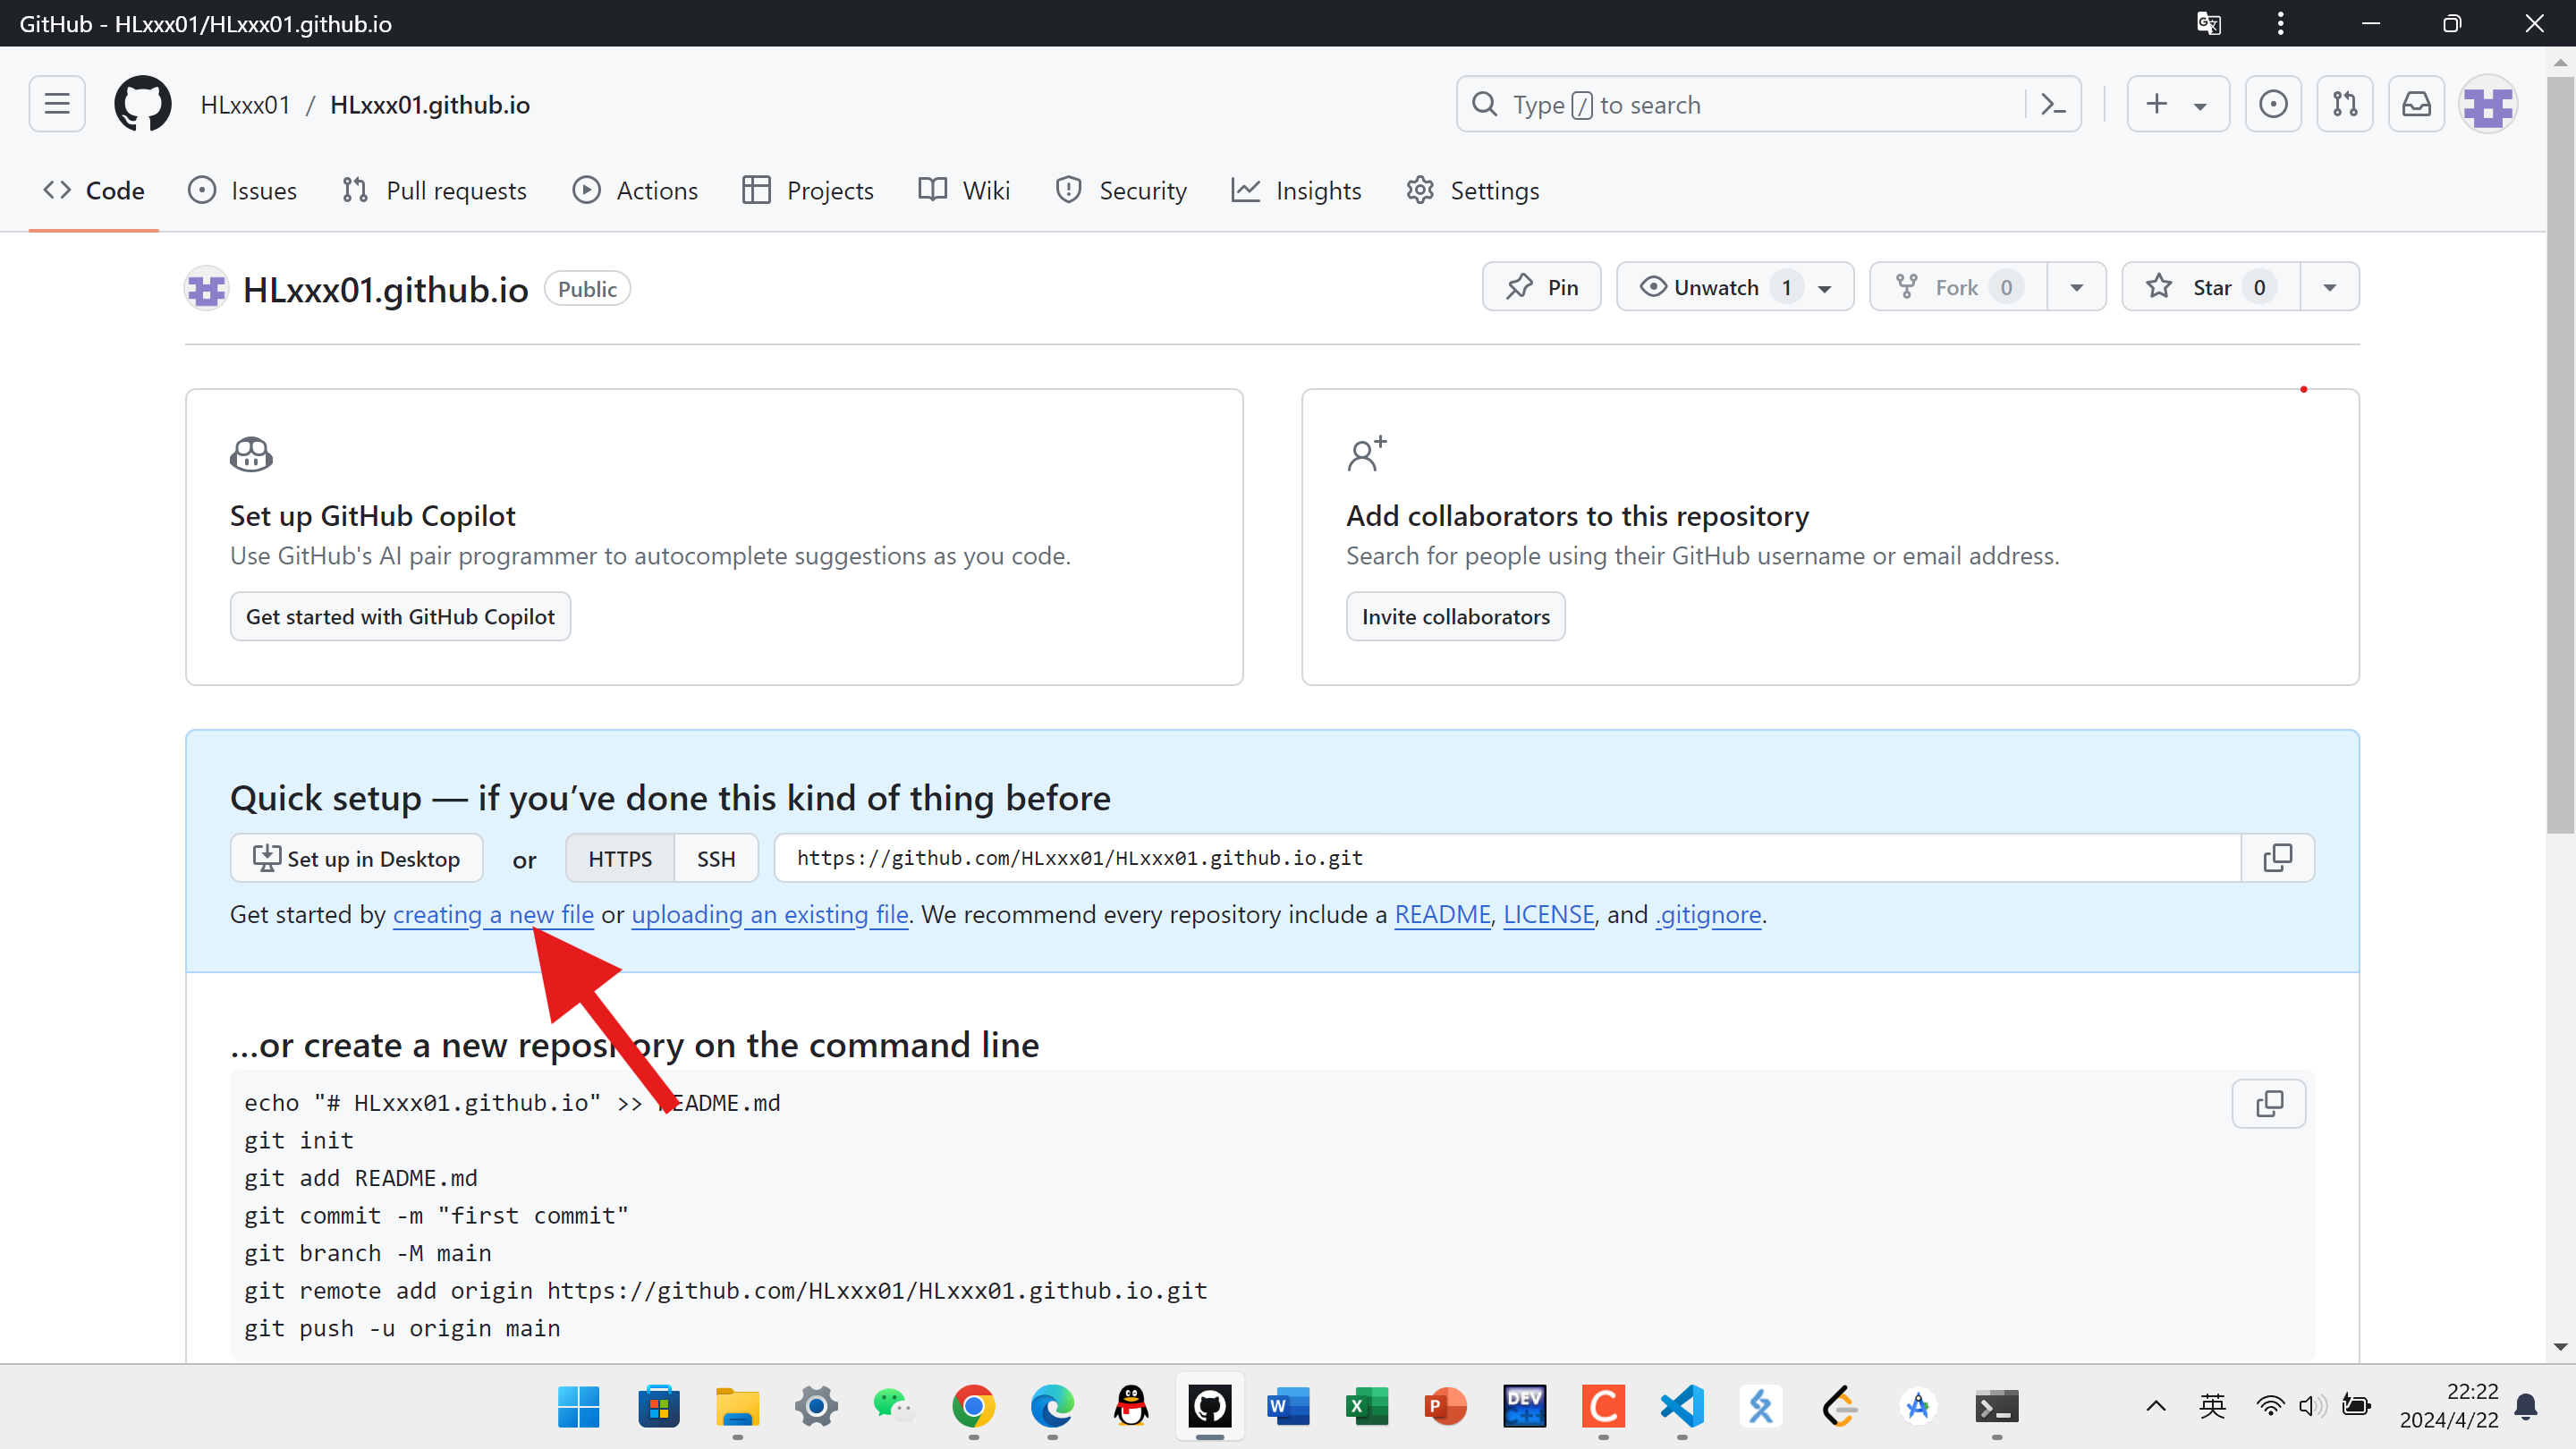 GitHub - HLxxx01/HLxxx01.github.io
HLxxx01 / HLxxx01.github.io
Type / to search
Code Issues Pull requests Actions Projects Wiki Security Insights Settings
HLxxx01.github.io Public
Pin Unwatch 1 Fork 0 Star 0
Set up GitHub Copilot
Use GitHub's AI pair programmer to autocomplete suggestions as you code.
Get started with GitHub Copilot
Add collaborators to this repository
Search for people using their GitHub username or email address.
Invite collaborators
Quick setup — if you’ve done this kind of thing before
Set up in Desktop or HTTPS SSH https://github.com/HLxxx01/HLxxx01.github.io.git
Get started by creating a new file or uploading an existing file. We recommend every repository include a README, LICENSE, and .gitignore.
…or create a new repository on the command line
echo "# HLxxx01.github.io" >> README.md
git init
git add README.md
git commit -m "first commit"
git branch -M main
git remote add origin https://github.com/HLxxx01/HLxxx01.github.io.git
git push -u origin main
DEV
C++
英
22:22
2024/4/22